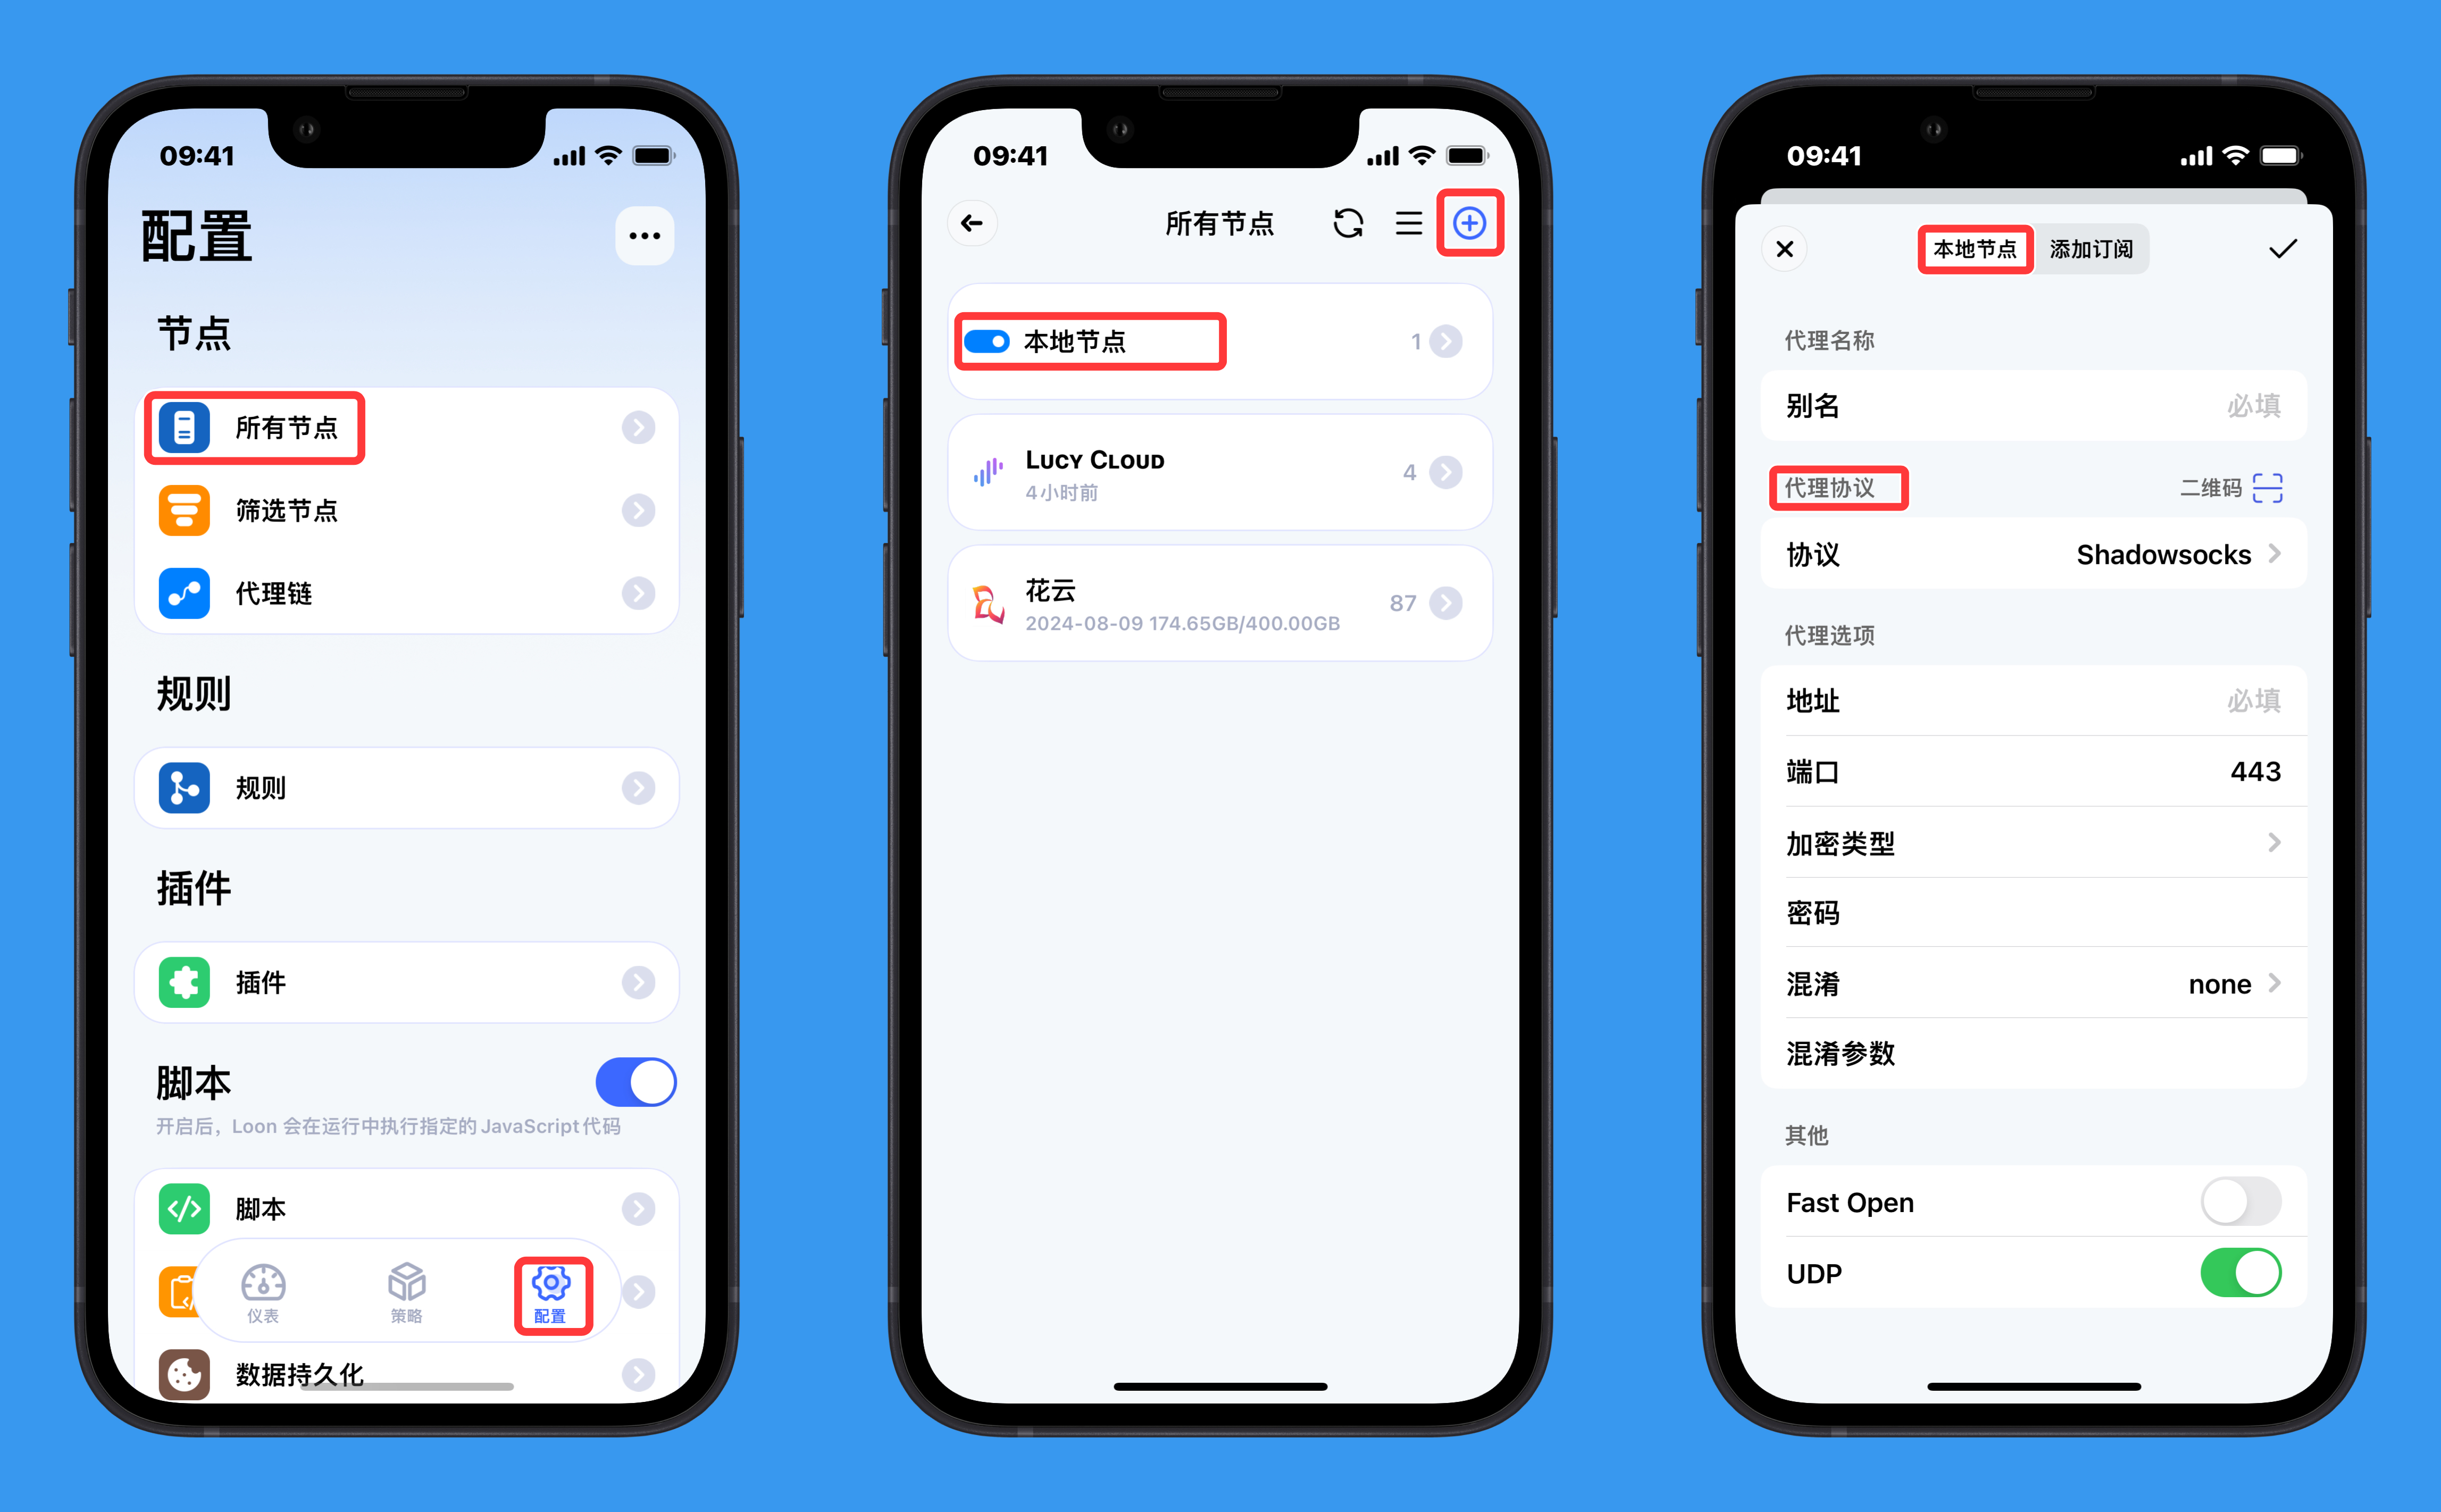 09:41
配置
节点
所有节点
筛选节点
代理链
规则
规则
插件
插件
脚本
开启后，Loon 会在运行中执行指定的 JavaScript 代码
脚本
仪表
策略
配置
数据持久化
09:41
所有节点
本地节点
1
Lucy Cloud
4小时前
4
花云
2024-08-09 174.65GB/400.00GB
87
09:41
本地节点
添加订阅
代理名称
别名
必填
代理协议
二维码
协议
Shadowsocks
代理选项
地址
必填
端口
443
加密类型
密码
混淆
none
混淆参数
其他
Fast Open
UDP